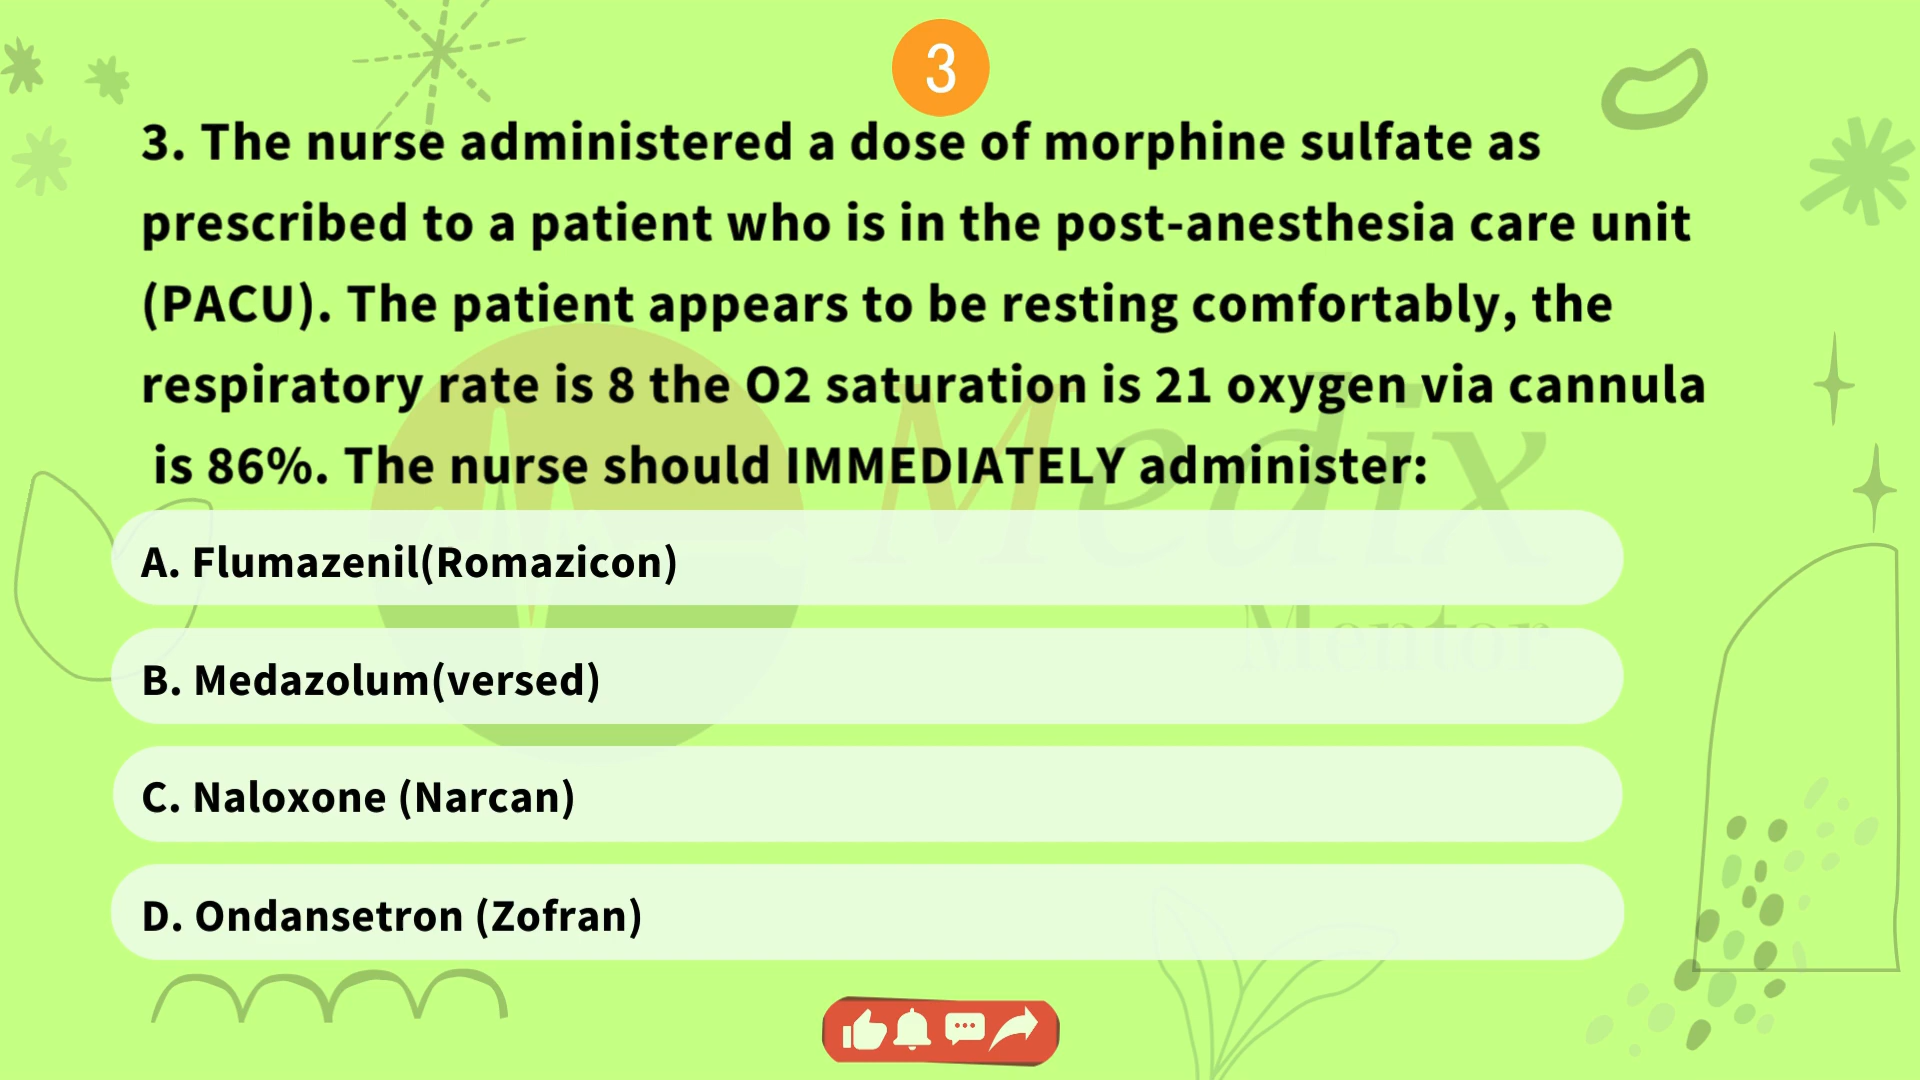 3
3. The nurse administered a dose of morphine sulfate as
prescribed to a patient who is in the post-anesthesia care unit
(PACU). The patient appears to be resting comfortably, the
respiratory rate is 8 the O2 saturation is 21 oxygen via cannula
is 86%. The nurse should IMMEDIATELY administer:
Medix
Mentor
A. Flumazenil(Romazicon)
B. Medazolum(versed)
C. Naloxone (Narcan)
D. Ondansetron (Zofran)